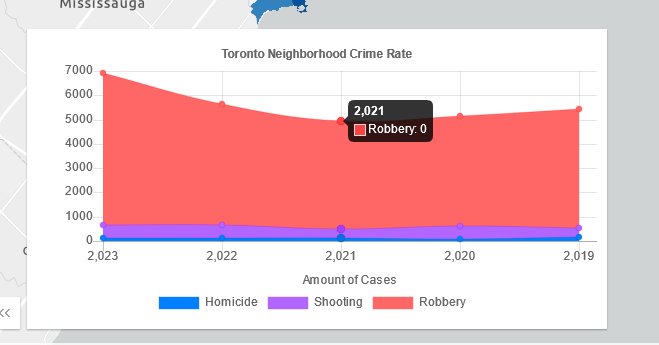 Mississauga
Toronto Neighborhood Crime Rate
7000
6000
5000
4000
3000
2000
1000
0
2,021
Robbery: 0
2,023 2,022 2,021 2,020 2,019
Amount of Cases
Homicide Shooting Robbery
<<